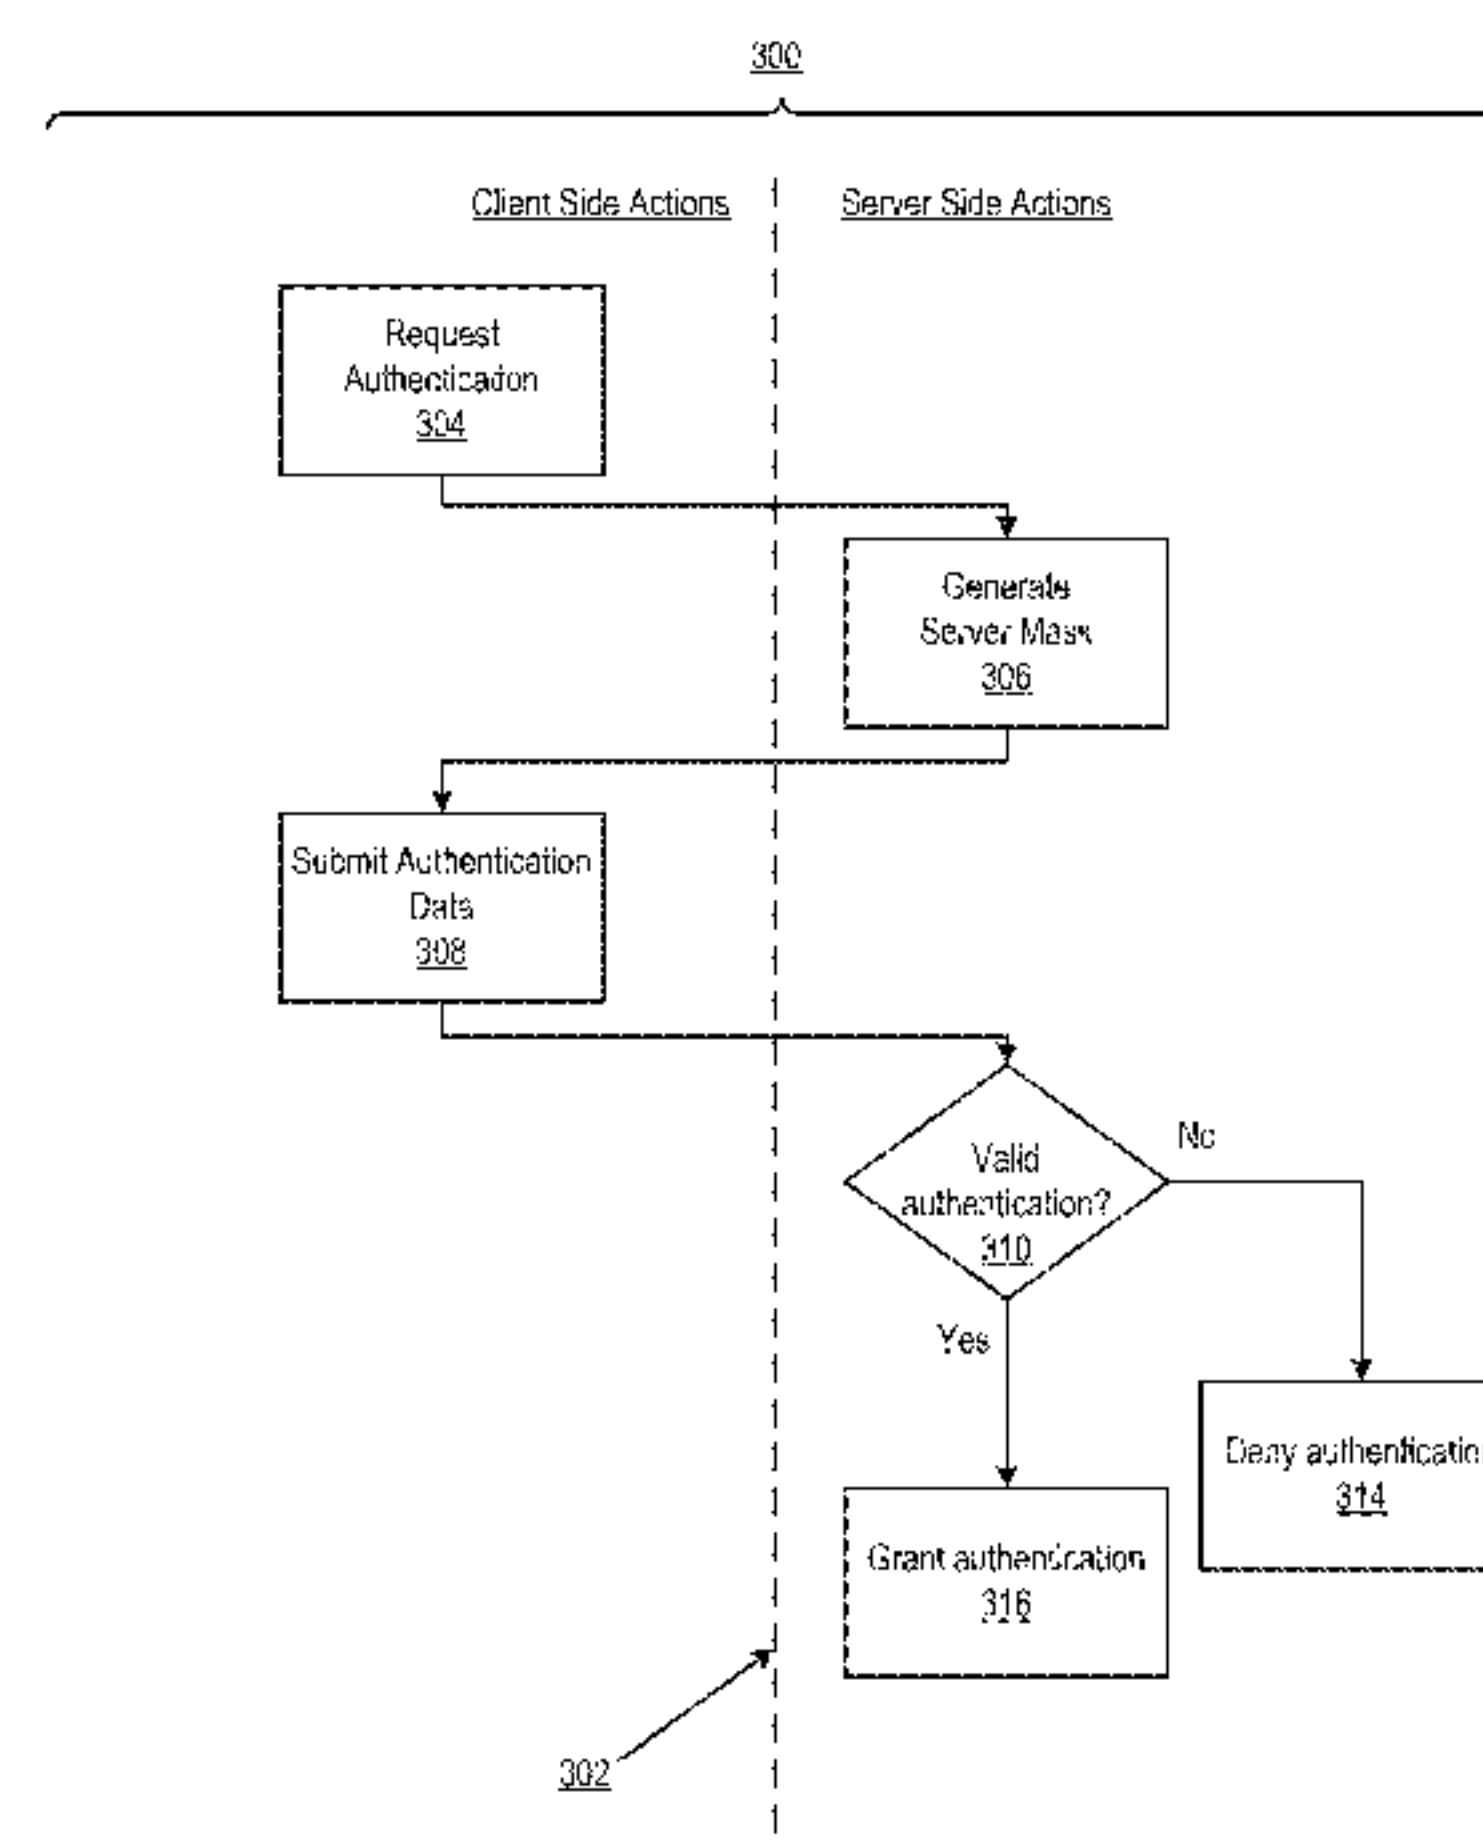 300
Client Side Actions
Server Side Actions
Request
Authentication
304
Generate
Server Mask
306
Submit Authentication
Data
308
Valid
authentication?
310
No
Yes
Deny authentication
314
Grant authentication
316
302